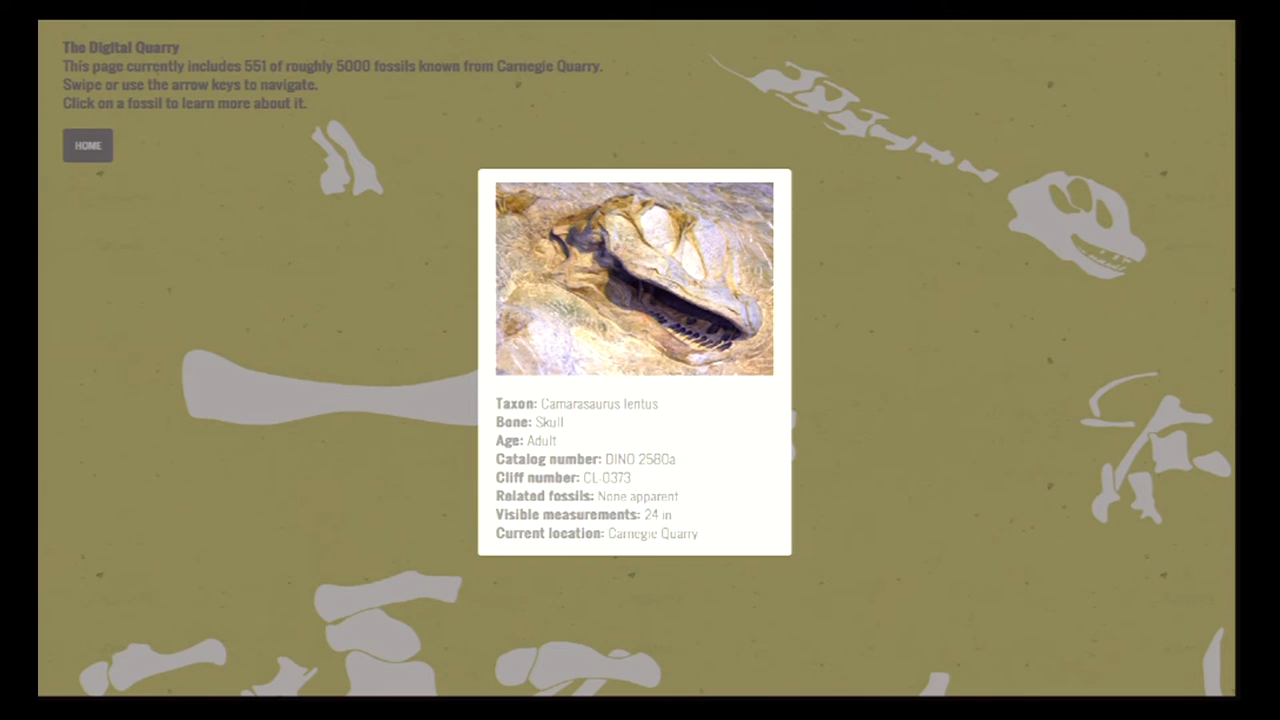 The Digital Quarry
This page currently includes 551 of roughly 5000 fossils known from Carnegie Quarry.
Swipe or use the arrow keys to navigate.
Click on a fossil to learn more about it.
HOME
Taxon: Camarasaurus lentus
Bone: Skull
Age: Adult
Catalog number: DINO 2580a
Cliff number: CL-0373
Related fossils: None apparent
Visible measurements: 24 in
Current location: Carnegie Quarry